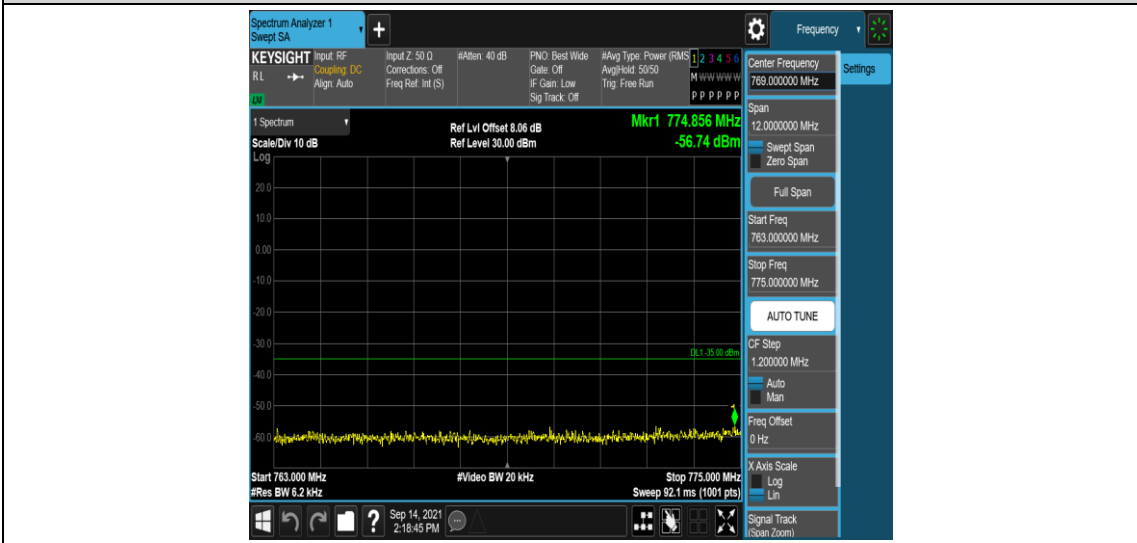 Spectrum Analyzer 1
Swept SA
Frequency
KEYSIGHT
R L
LXI
Input: RF
Coupling: DC
Align: Auto
Input Z: 50 Ω
Corrections: Off
Freq Ref: Int (S)
#Atten: 40 dB
PNO: Best Wide
Gate: Off
IF Gain: Low
Sig Track: Off
#Avg Type: Power (RMS
Avg|Hold: 50/50
Trig: Free Run
1 2 3 4 5 6
M W W W W W
P P P P P P
1 Spectrum
Scale/Div 10 dB
Log
Ref Lvl Offset 8.06 dB
Ref Level 30.00 dBm
Mkr1 774.856 MHz
-56.74 dBm
20.0
10.0
0.00
-10.0
-20.0
-30.0
DL1 -35.00 dBm
-40.0
-50.0
1
-60.0
Start 763.000 MHz
#Res BW 6.2 kHz
#Video BW 20 kHz
Stop 775.000 MHz
Sweep 92.1 ms (1001 pts)
Sep 14, 2021
2:18:45 PM
Center Frequency
769.000000 MHz
Settings
Span
12.0000000 MHz
Swept Span
Zero Span
Full Span
Start Freq
763.000000 MHz
Stop Freq
775.000000 MHz
AUTO TUNE
CF Step
1.200000 MHz
Auto
Man
Freq Offset
0 Hz
X Axis Scale
Log
Lin
Signal Track
(Span Zoom)